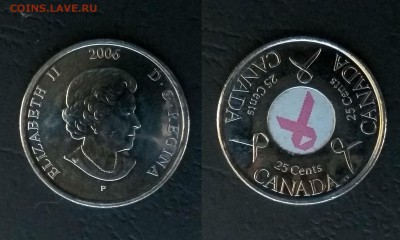 COINS.LAVE.RU
ELIZABETH II
2006
D·G·REGINA
P
CANADA
25 Cents
CANADA
25 Cents
CANADA
25 Cents